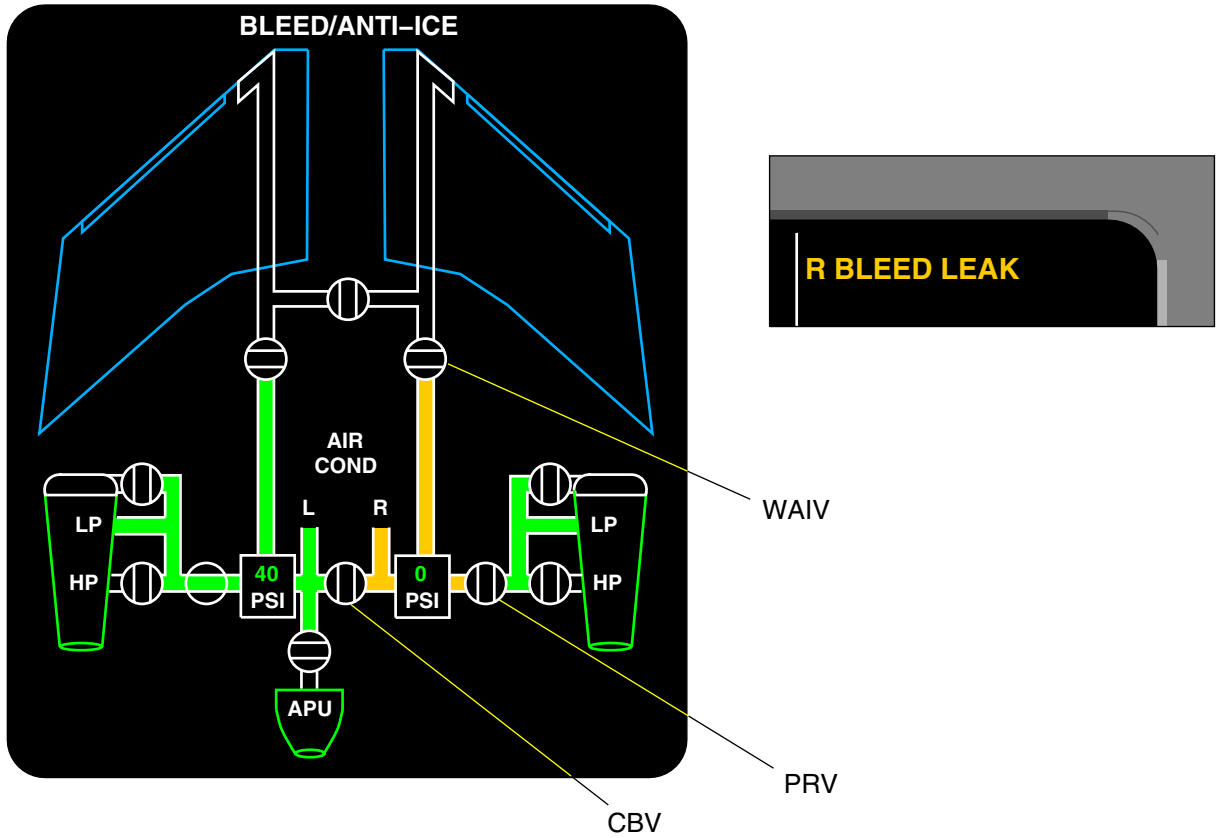 BLEED/ANTI–ICE
R BLEED LEAK
AIR
COND
L
R
WAIV
LP
LP
HP
40
PSI
0
PSI
HP
APU
PRV
CBV